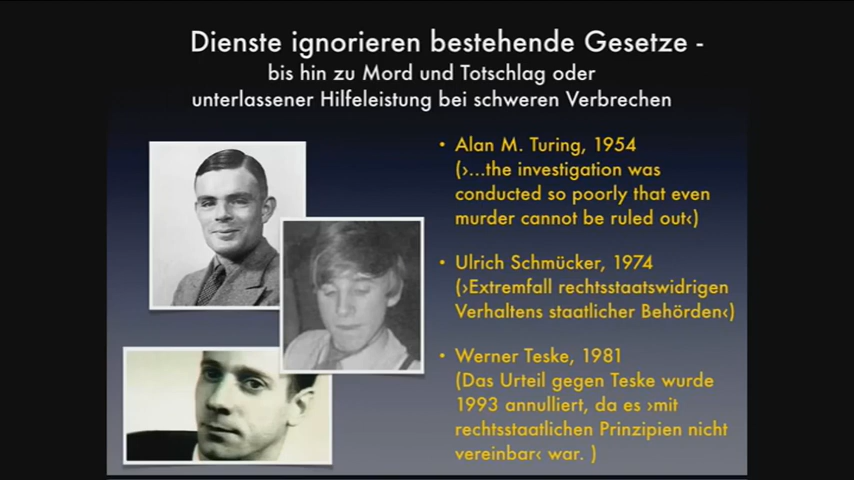 Dienste ignorieren bestehende Gesetze -
bis hin zu Mord und Totschlag oder
unterlassener Hilfeleistung bei schweren Verbrechen
• Alan M. Turing, 1954
(›...the investigation was
conducted so poorly that even
murder cannot be ruled out‹)
• Ulrich Schmücker, 1974
(›Extremfall rechtsstaatswidrigen
Verhaltens staatlicher Behörden‹)
• Werner Teske, 1981
(Das Urteil gegen Teske wurde
1993 annulliert, da es ›mit
rechtsstaatlichen Prinzipien nicht
vereinbar‹ war. )